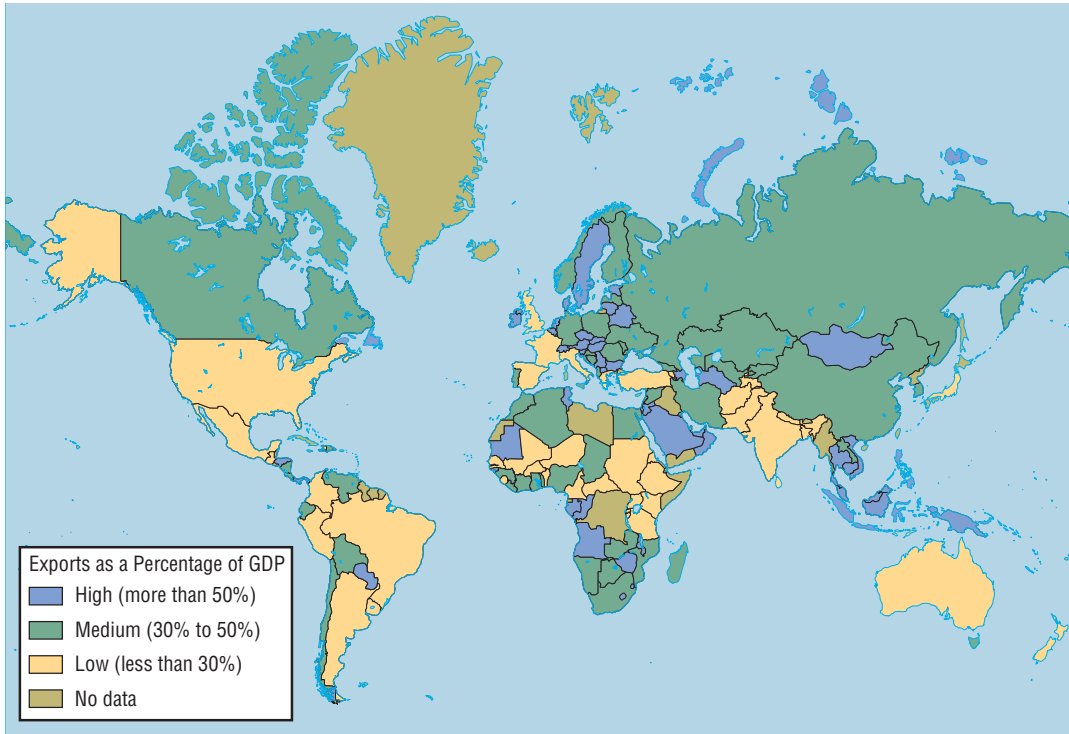 Exports as a Percentage of GDP
High (more than 50%)
Medium (30% to 50%)
Low (less than 30%)
No data